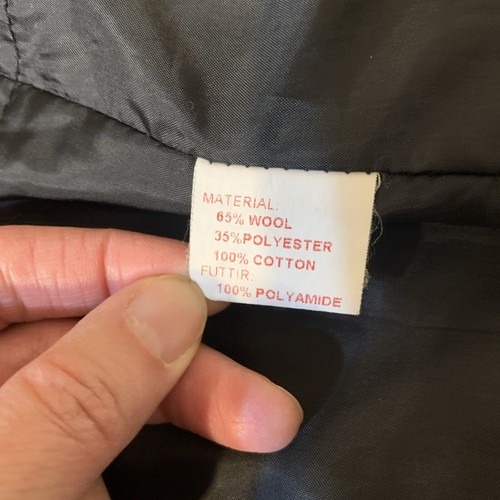 MATERIAL:
65% WOOL
35%POLYESTER
100% COTTON
FUTTIR:
100% POLYAMIDE